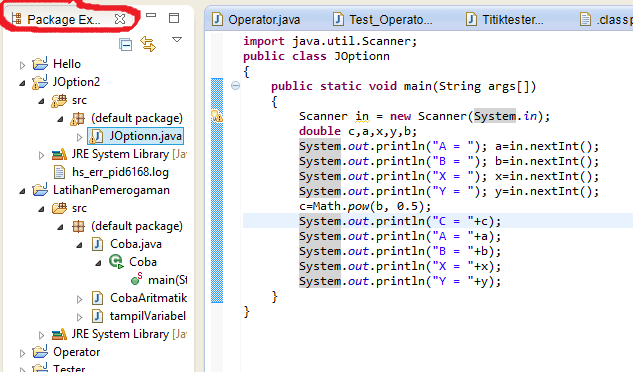 Package Ex...
Hello
JOption2
src
(default package)
JOptionn.java
JRE System Library [Jav
hs_err_pid6168.log
LatihanPemerogaman
src
(default package)
Coba.java
Coba
main(St
CobaAritmatik
tampilVariabel
JRE System Library [Jav
Operator
Tester
Operator.java
Test_Operato...
Titiktester...
.classp
import java.util.Scanner;
public class JOptionn
{
public static void main(String args[])
{
Scanner in = new Scanner(System.in);
double c,a,x,y,b;
System.out.println("A = "); a=in.nextInt();
System.out.println("B = "); b=in.nextInt();
System.out.println("X = "); x=in.nextInt();
System.out.println("Y = "); y=in.nextInt();
c=Math.pow(b, 0.5);
System.out.println("C = "+c);
System.out.println("A = "+a);
System.out.println("B = "+b);
System.out.println("X = "+x);
System.out.println("Y = "+y);
}
}